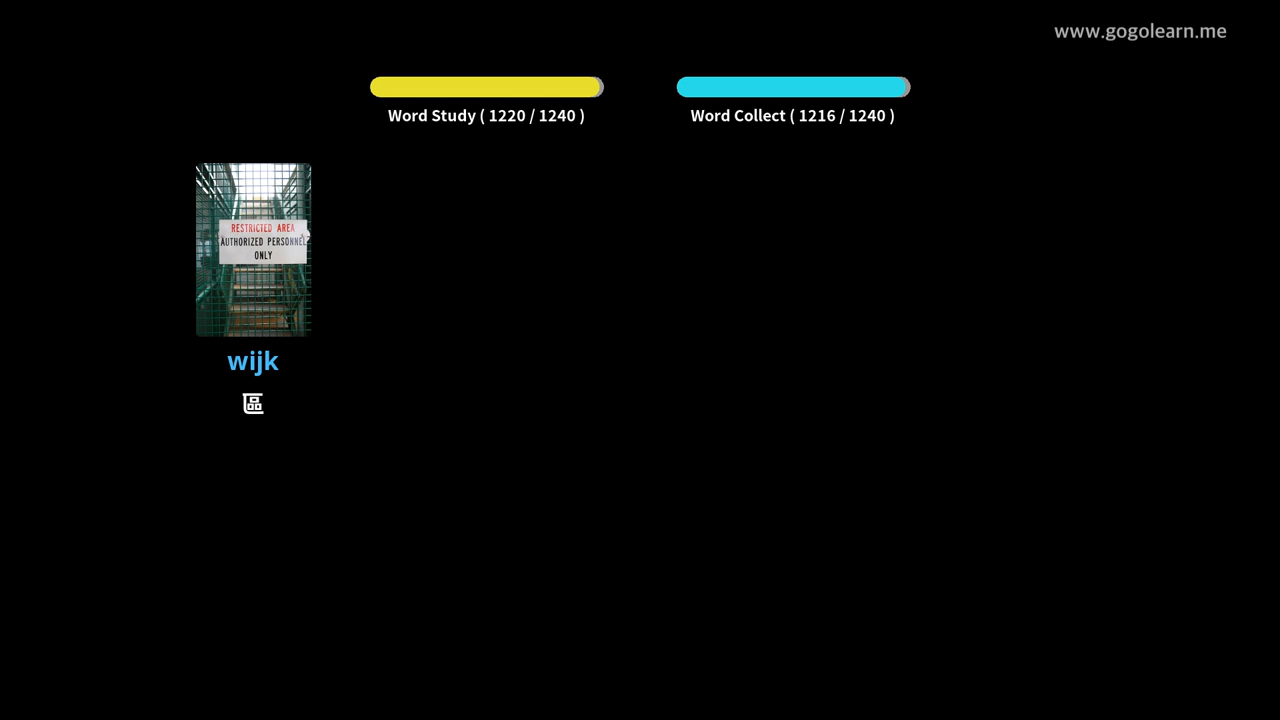 www.gogolearn.me
Word Study ( 1220 / 1240 )
Word Collect ( 1216 / 1240 )
RESTRICTED AREA
AUTHORIZED PERSONNEL
ONLY
wijk
區